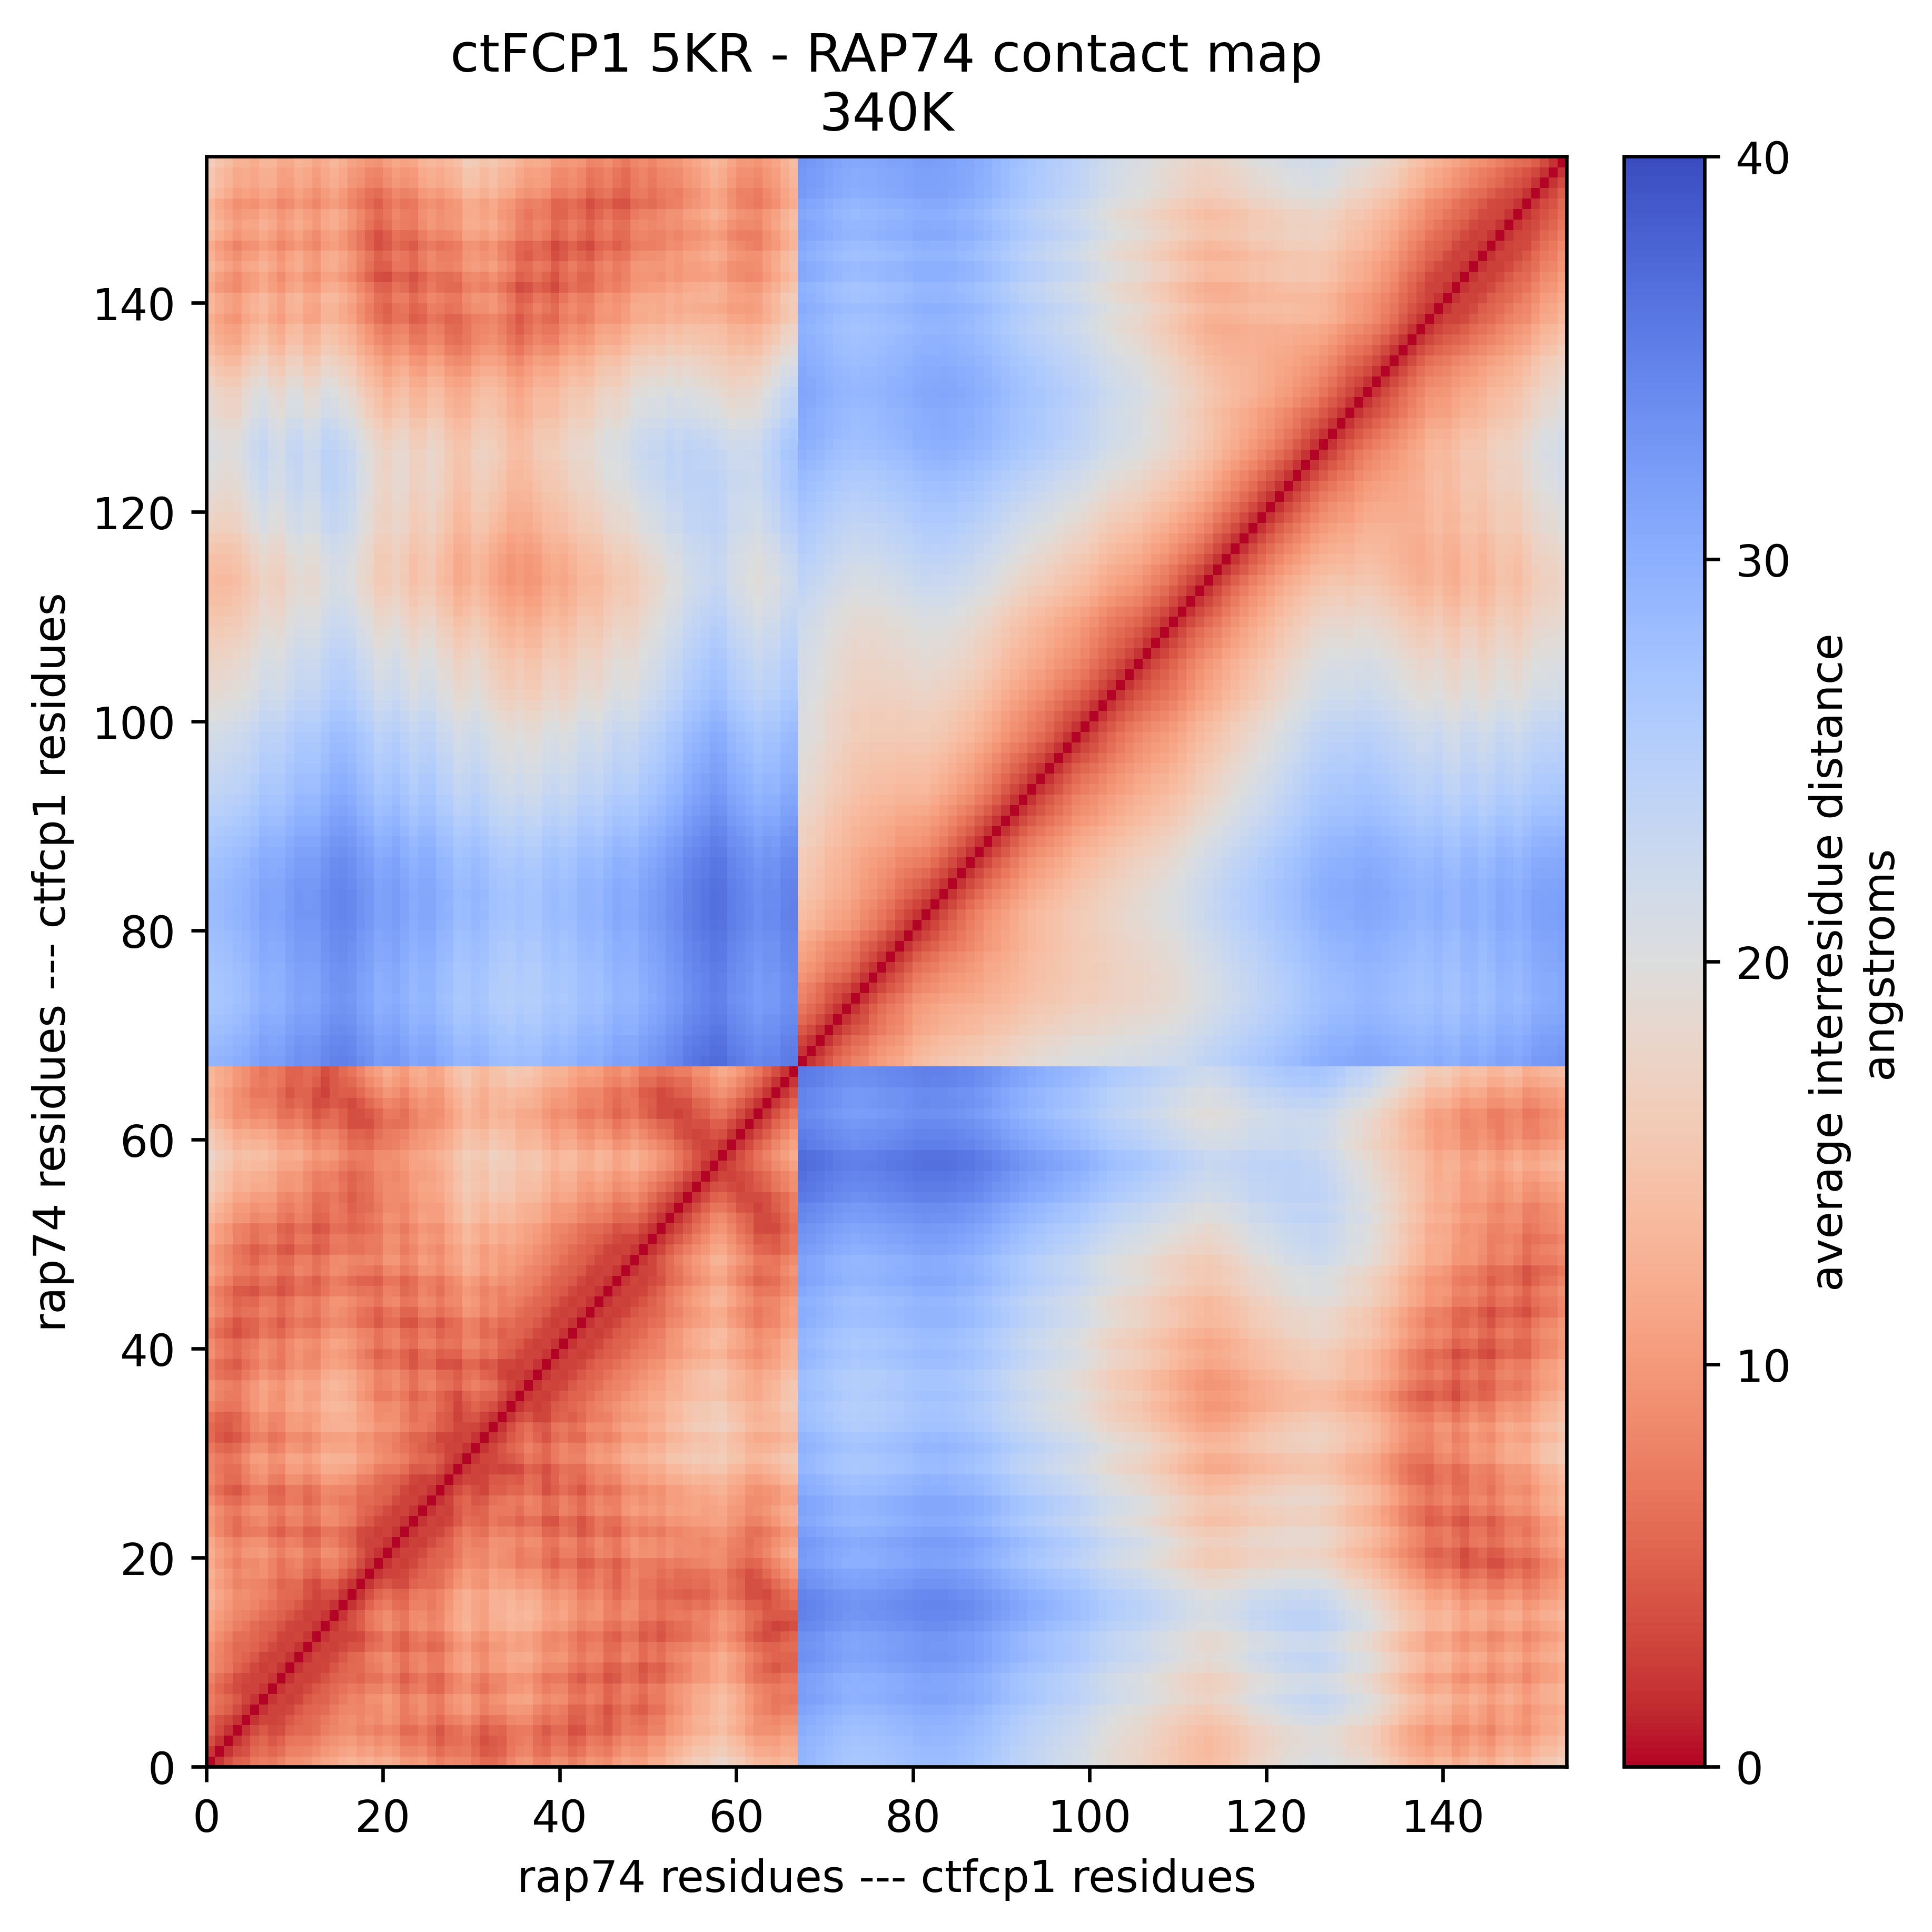 ctFCP1 5KR - RAP74 contact map
340K
rap74 residues --- ctfcp1 residues
140
120
100
80
60
40
20
0
0 20 40 60 80 100 120 140
rap74 residues --- ctfcp1 residues
40
30
20
10
0
average interresidue distance
angstroms